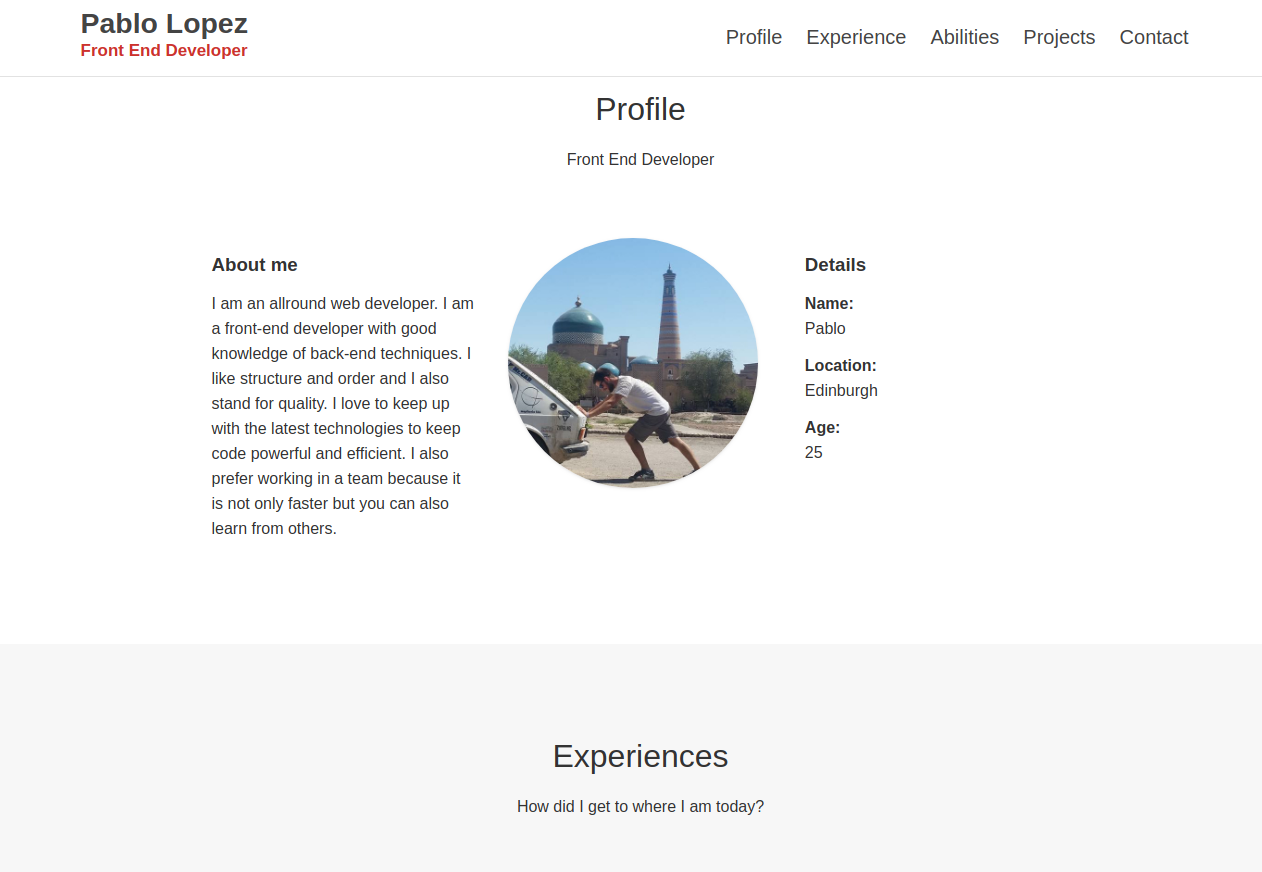 Pablo Lopez
Front End Developer
Profile Experience Abilities Projects Contact
Profile
Front End Developer
About me
I am an allround web developer. I am
a front-end developer with good
knowledge of back-end techniques. I
like structure and order and I also
stand for quality. I love to keep up
with the latest technologies to keep
code powerful and efficient. I also
prefer working in a team because it
is not only faster but you can also
learn from others.
Details
Name:
Pablo
Location:
Edinburgh
Age:
25
Experiences
How did I get to where I am today?